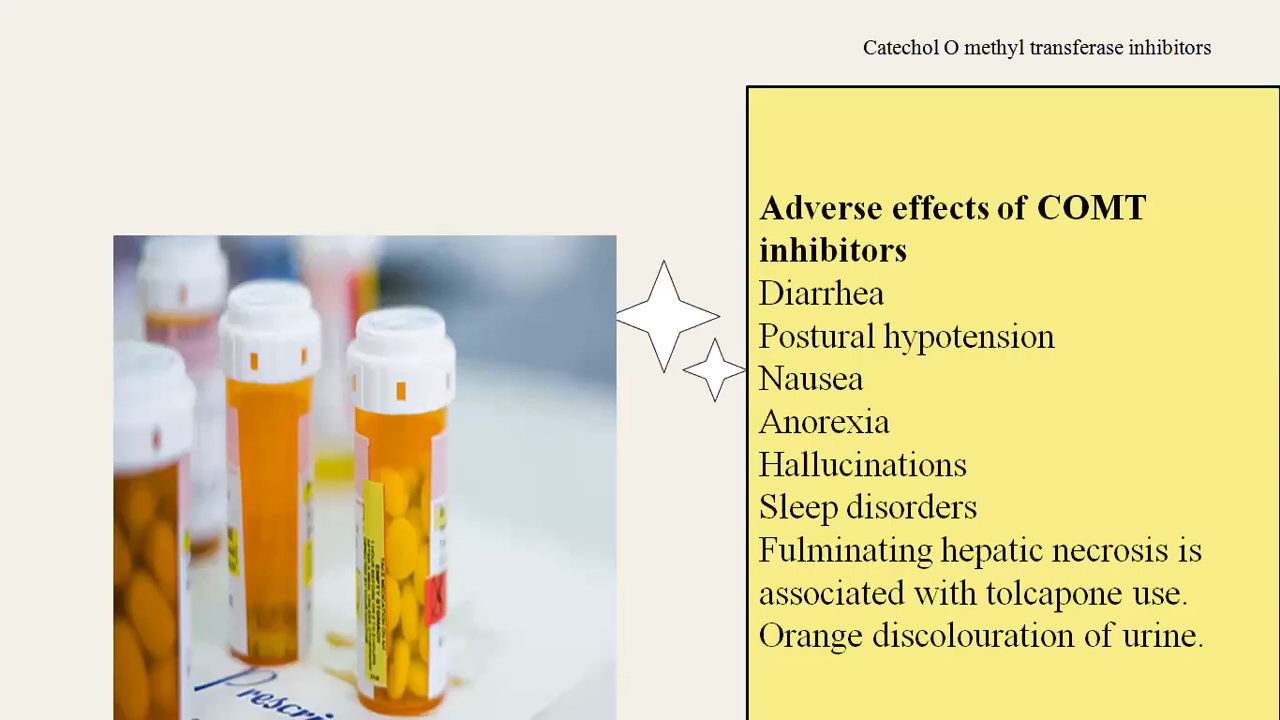 Catechol O methyl transferase inhibitors
Adverse effects of COMT
inhibitors
Diarrhea
Postural hypotension
Nausea
Anorexia
Hallucinations
Sleep disorders
Fulminating hepatic necrosis is
associated with tolcapone use.
Orange discolouration of urine.
Prescri